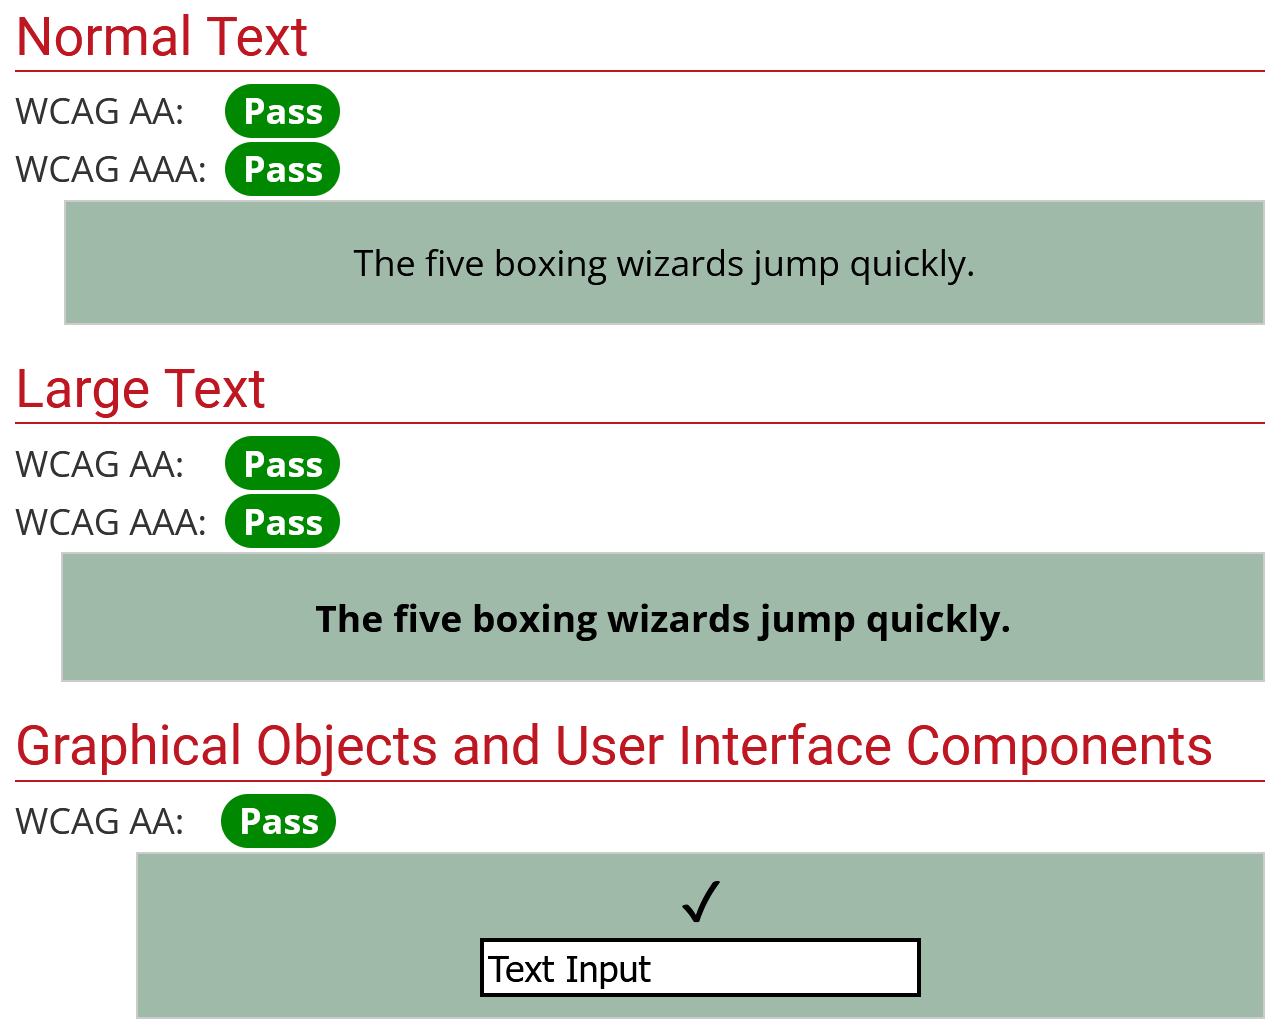 Normal Text
WCAG AA: Pass
WCAG AAA: Pass
The five boxing wizards jump quickly.
Large Text
WCAG AA: Pass
WCAG AAA: Pass
The five boxing wizards jump quickly.
Graphical Objects and User Interface Components
WCAG AA: Pass
✓
Text Input